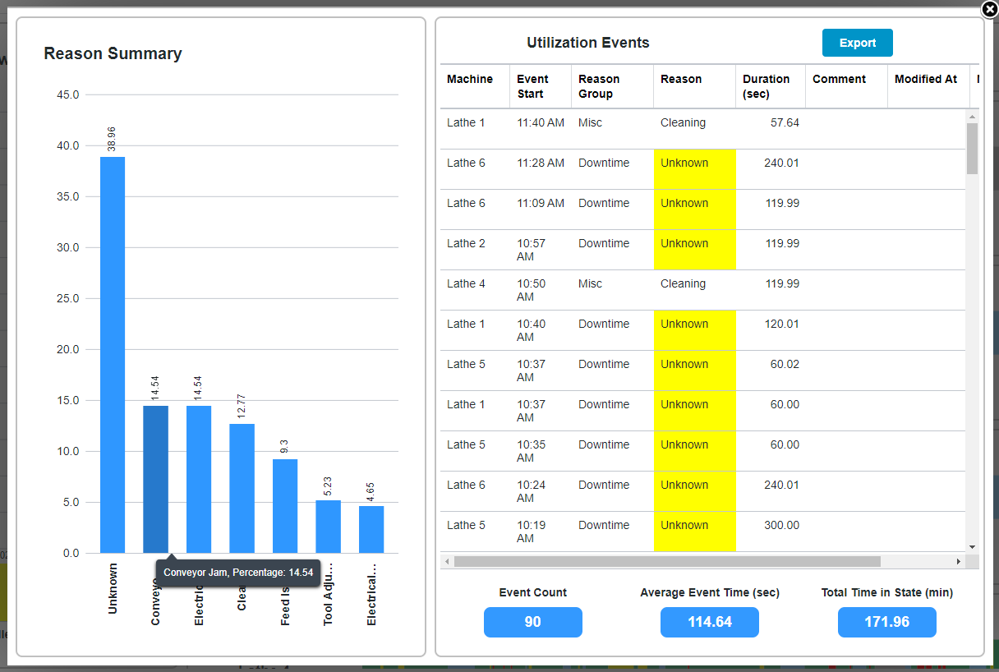 Reason Summary
45.0
40.0
35.0
30.0
25.0
20.0
15.0
10.0
5.0
0.0
38.96
14.54
14.54
12.77
9.3
5.23
4.65
Unknown
Conveyo
Electric
Clea
Feed Is
Tool Adju...
Electrical...
Conveyor Jam, Percentage: 14.54
Utilization Events
Export
Machine Event Start Reason Group Reason Duration (sec) Comment Modified At
Lathe 1 11:40 AM Misc Cleaning 57.64
Lathe 6 11:28 AM Downtime Unknown 240.01
Lathe 6 11:09 AM Downtime Unknown 119.99
Lathe 2 10:57 AM Downtime Unknown 119.99
Lathe 4 10:50 AM Misc Cleaning 119.99
Lathe 1 10:40 AM Downtime Unknown 120.01
Lathe 5 10:37 AM Downtime Unknown 60.02
Lathe 1 10:37 AM Downtime Unknown 60.00
Lathe 5 10:35 AM Downtime Unknown 60.00
Lathe 6 10:24 AM Downtime Unknown 240.01
Lathe 5 10:19 AM Downtime Unknown 300.00
Event Count Average Event Time (sec) Total Time in State (min)
90 114.64 171.96